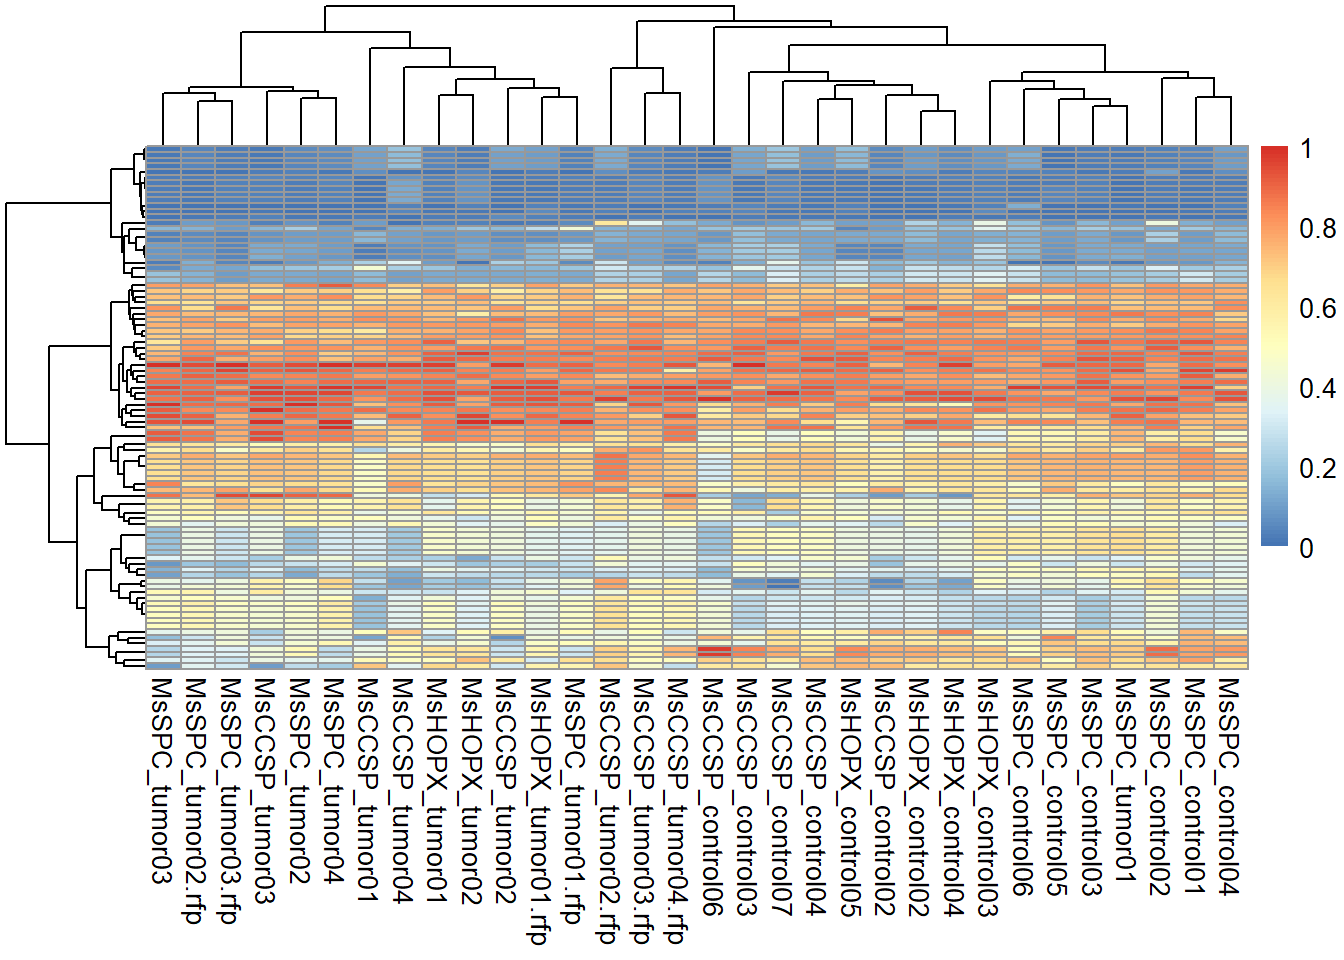 1
0.8
0.6
0.4
0.2
0
MsSPC_tumor03
MsSPC_tumor02.rfp
MsSPC_tumor03.rfp
MsCCSP_tumor03
MsSPC_tumor02
MsSPC_tumor04
MsCCSP_tumor01
MsCCSP_tumor04
MsHOPX_tumor01
MsHOPX_tumor02
MsCCSP_tumor02
MsHOPX_tumor01.rfp
MsSPC_tumor01.rfp
MsCCSP_tumor02.rfp
MsCCSP_tumor03.rfp
MsCCSP_tumor04.rfp
MsCCSP_control06
MsCCSP_control03
MsCCSP_control07
MsCCSP_control04
MsHOPX_control05
MsCCSP_control02
MsHOPX_control02
MsHOPX_control04
MsHOPX_control03
MsSPC_control06
MsSPC_control05
MsSPC_control03
MsSPC_tumor01
MsSPC_control02
MsSPC_control01
MsSPC_control04